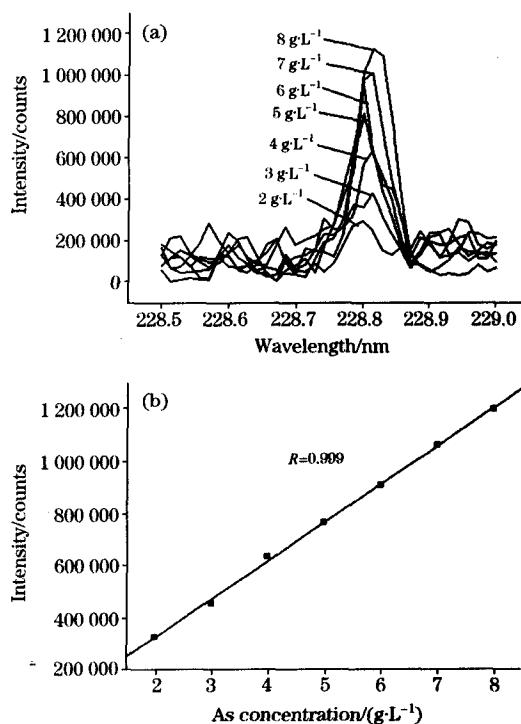 (a)
Intensity/counts
1 200 000
1 000 000
800 000
600 000
400 000
200 000
0
8 g·L⁻¹
7 g·L⁻¹
6 g·L⁻¹
5 g·L⁻¹
4 g·L⁻¹
3 g·L⁻¹
2 g·L⁻¹
228.5 228.6 228.7 228.8 228.9 229.0
Wavelength/nm
(b)
Intensity/counts
1 200 000
1 000 000
800 000
600 000
400 000
200 000
R=0.999
2 3 4 5 6 7 8
As concentration/(g·L⁻¹)